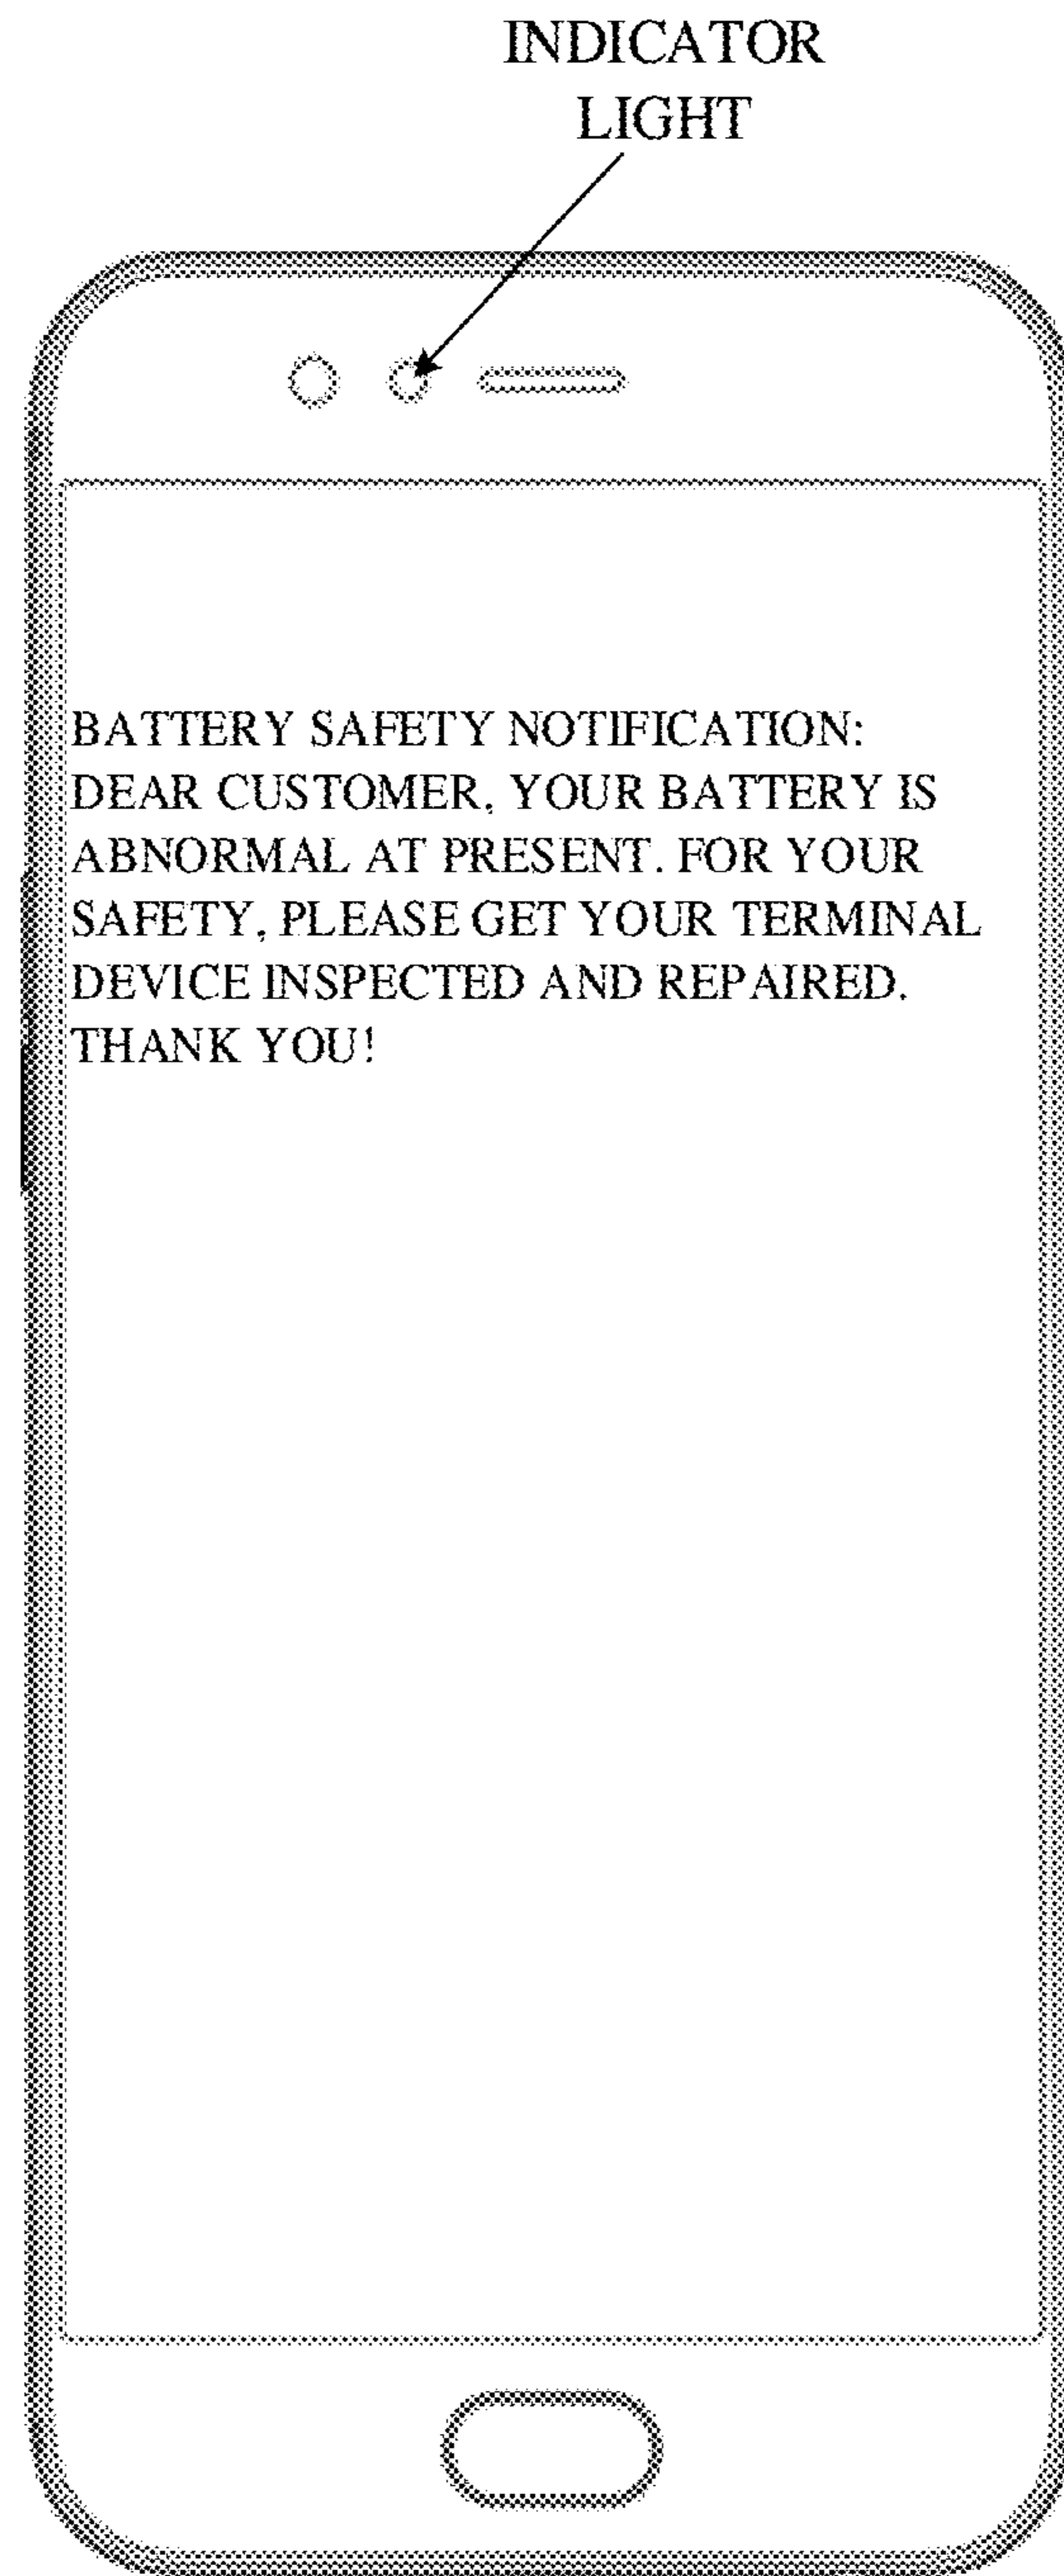 INDICATOR
LIGHT
BATTERY SAFETY NOTIFICATION:
DEAR CUSTOMER, YOUR BATTERY IS
ABNORMAL AT PRESENT. FOR YOUR
SAFETY, PLEASE GET YOUR TERMINAL
DEVICE INSPECTED AND REPAIRED.
THANK YOU!